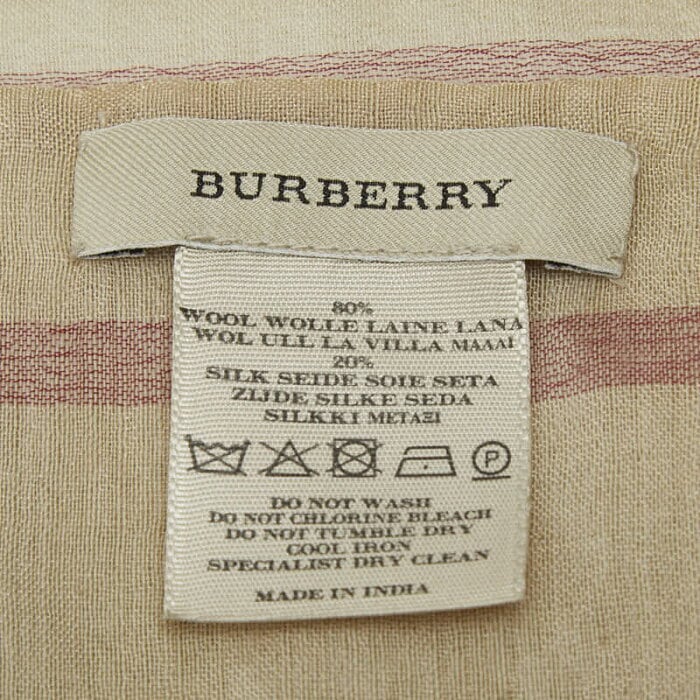 BURBERRY
80%
WOOL WOLLE LAINE LANA
WOL ULL LA VILLA ΜΑΛΛΙ
20%
SILK SEIDE SOIE SETA
ZIJDE SILKE SEDA
SILKKI ΜΕΤΑΞΙ
P
DO NOT WASH
DO NOT CHLORINE BLEACH
DO NOT TUMBLE DRY
COOL IRON
SPECIALIST DRY CLEAN
MADE IN INDIA